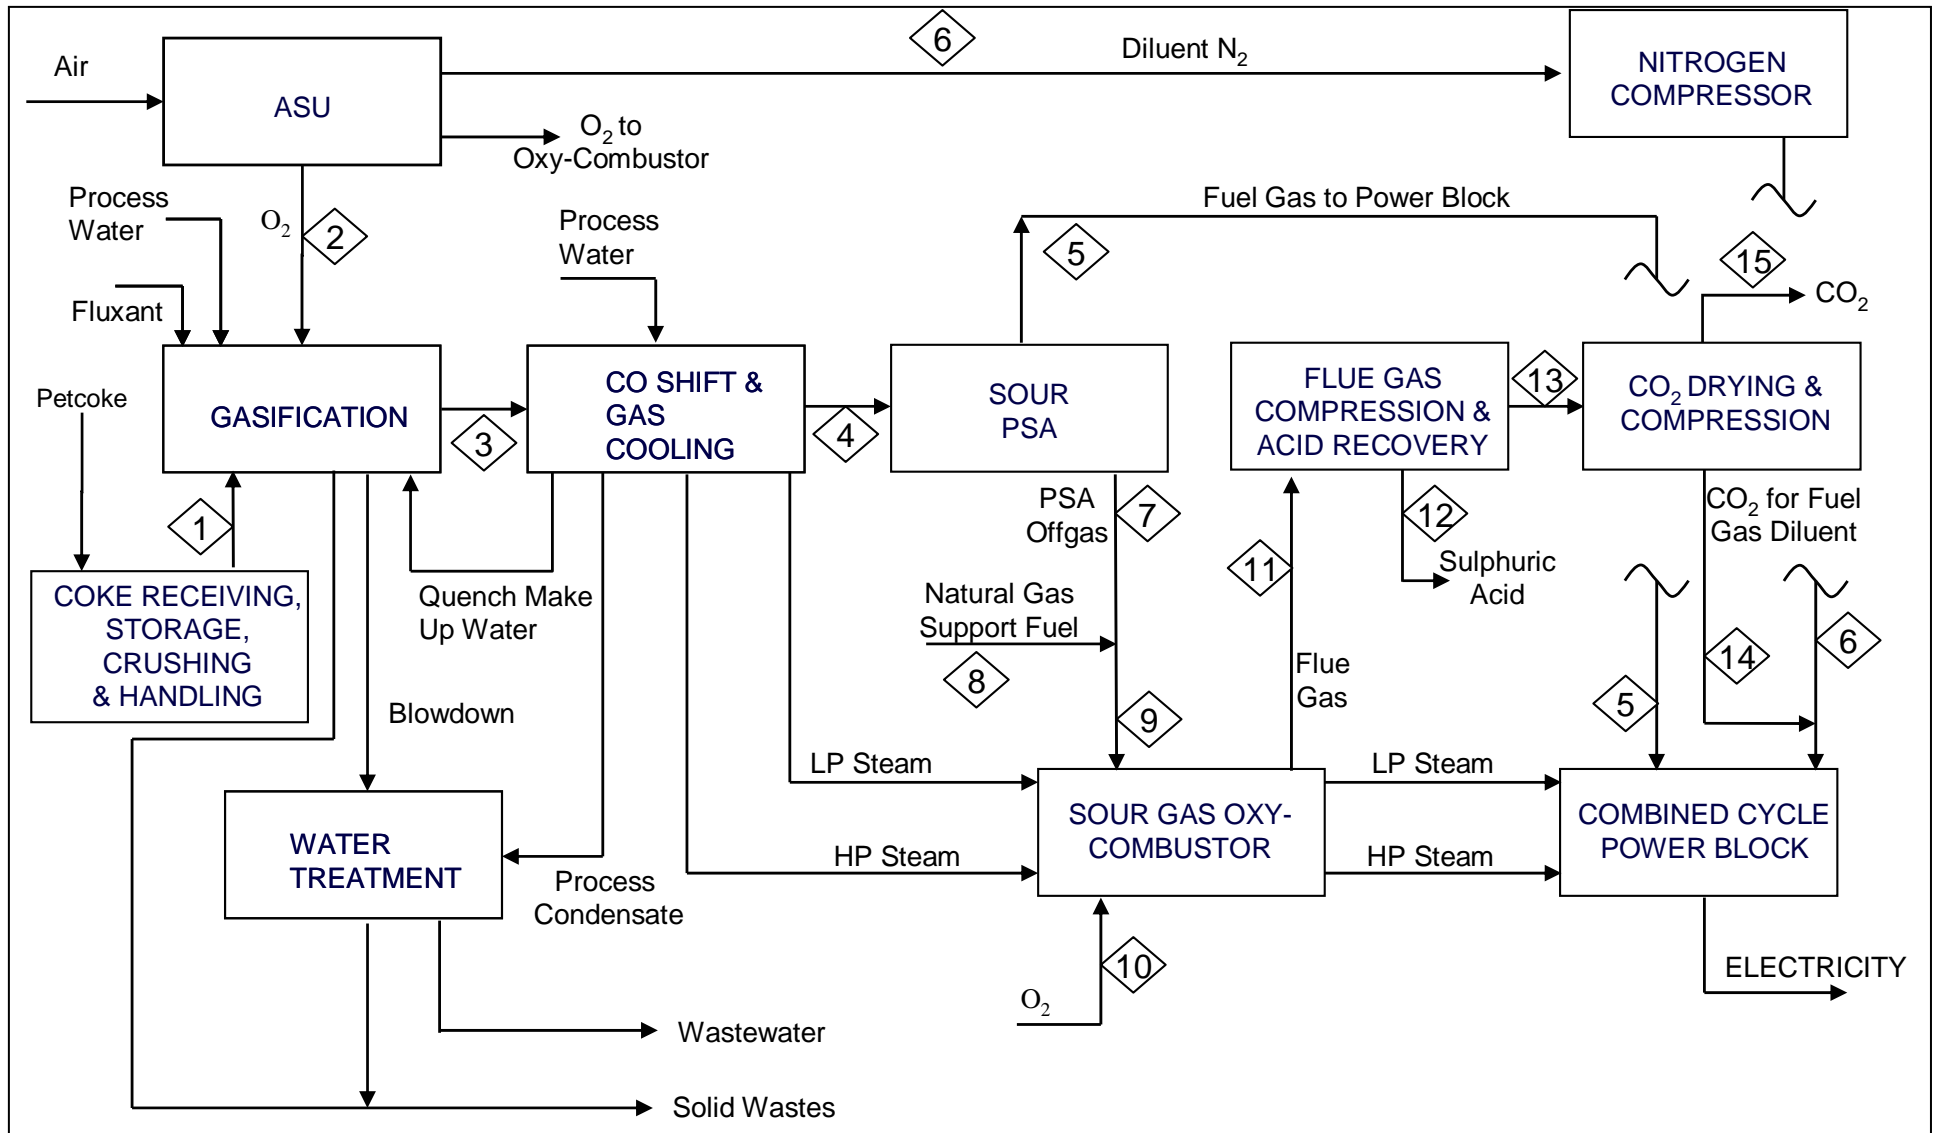 6
Diluent N2
NITROGEN
COMPRESSOR
Air
ASU
O2 to
Oxy-Combustor
Process
Water
O2
2
Fluxant
Process
Water
Fuel Gas to Power Block
5
15
CO2
Petcoke
GASIFICATION
3
CO SHIFT &
GAS
COOLING
4
SOUR
PSA
FLUE GAS
COMPRESSION &
ACID RECOVERY
13
CO2 DRYING &
COMPRESSION
1
COKE RECEIVING,
STORAGE,
CRUSHING
& HANDLING
Quench Make
Up Water
PSA
Offgas
7
Natural Gas
Support Fuel
8
9
11
Flue
Gas
12
Sulphuric
Acid
CO2 for Fuel
Gas Diluent
14
5
6
Blowdown
WATER
TREATMENT
Process
Condensate
LP Steam
HP Steam
SOUR GAS OXY-
COMBUSTOR
LP Steam
HP Steam
COMBINED CYCLE
POWER BLOCK
10
O2
ELECTRICITY
Wastewater
Solid Wastes